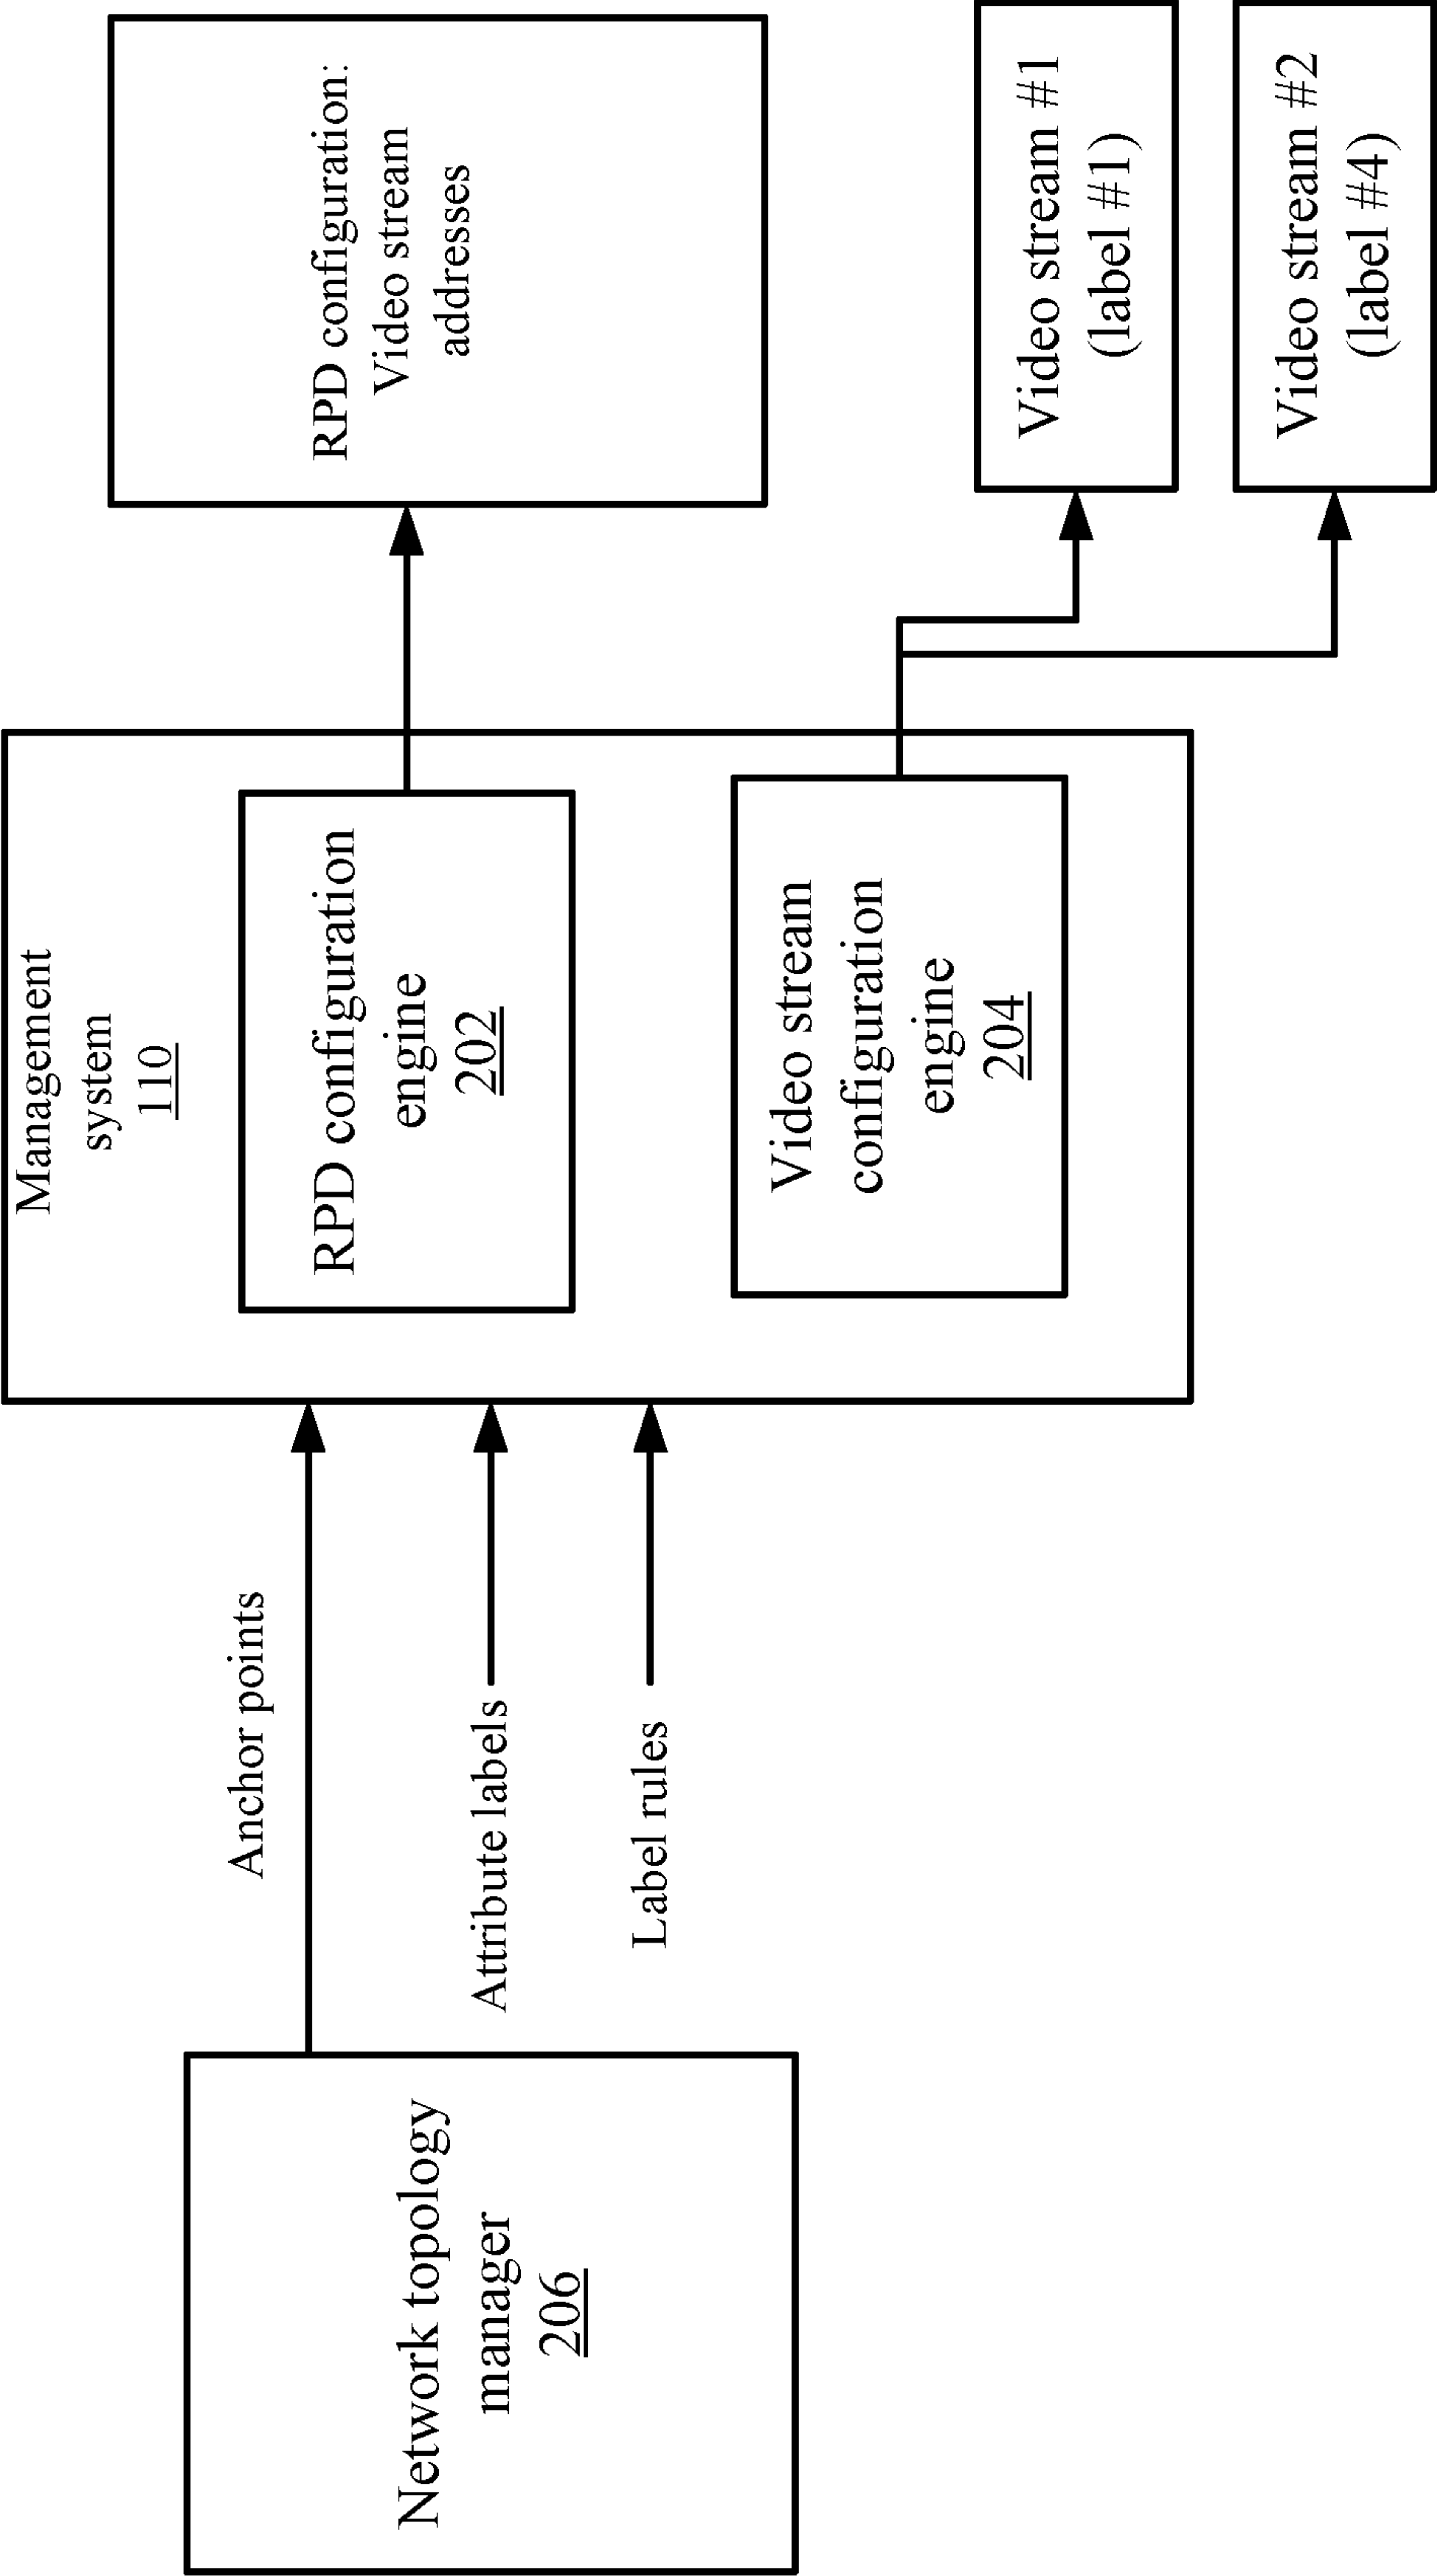 Network topology
manager
206
Anchor points
Attribute labels
Label rules
Management
system
110
RPD configuration
engine
202
Video stream
configuration
engine
204
RPD configuration:
Video stream
addresses
Video stream #1
(label #1)
Video stream #2
(label #4)